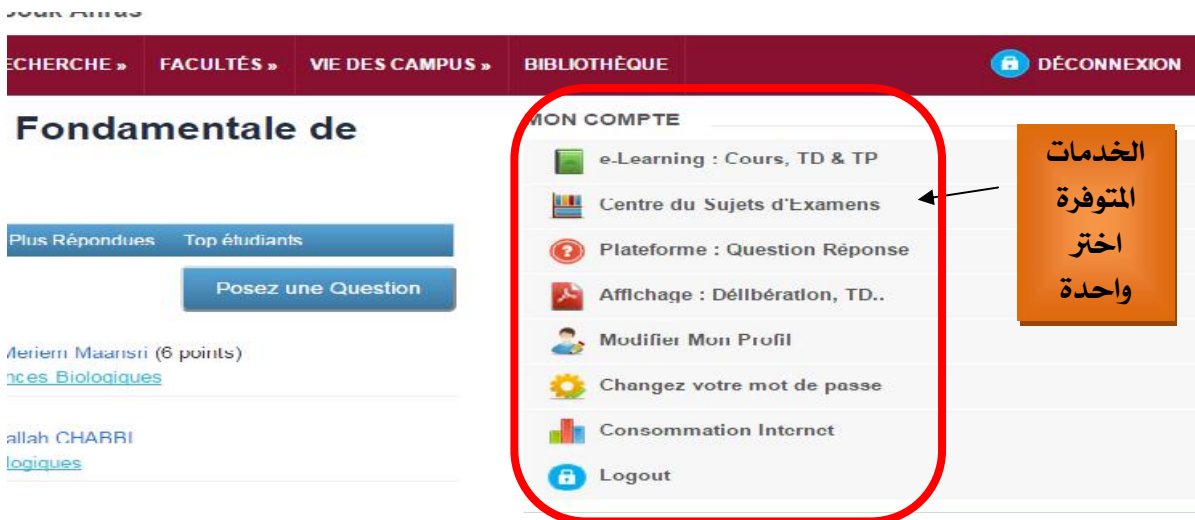 Souk Ahras
ECHERCHE » FACULTÉS » VIE DES CAMPUS » BIBLIOTHÈQUE DÉCONNEXION
Fondamentale de
Plus Répondues Top étudiants
Posez une Question
Meriem Maansri (6 points)
nces Biologiques
allah CHABBI
logiques
MON COMPTE
e-Learning : Cours, TD & TP
Centre du Sujets d'Examens
Plateforme : Question Réponse
Affichage : Délibération, TD..
Modifier Mon Profil
Changez votre mot de passe
Consommation Internet
Logout
الخدمات
المتوفرة
اختر
واحدة